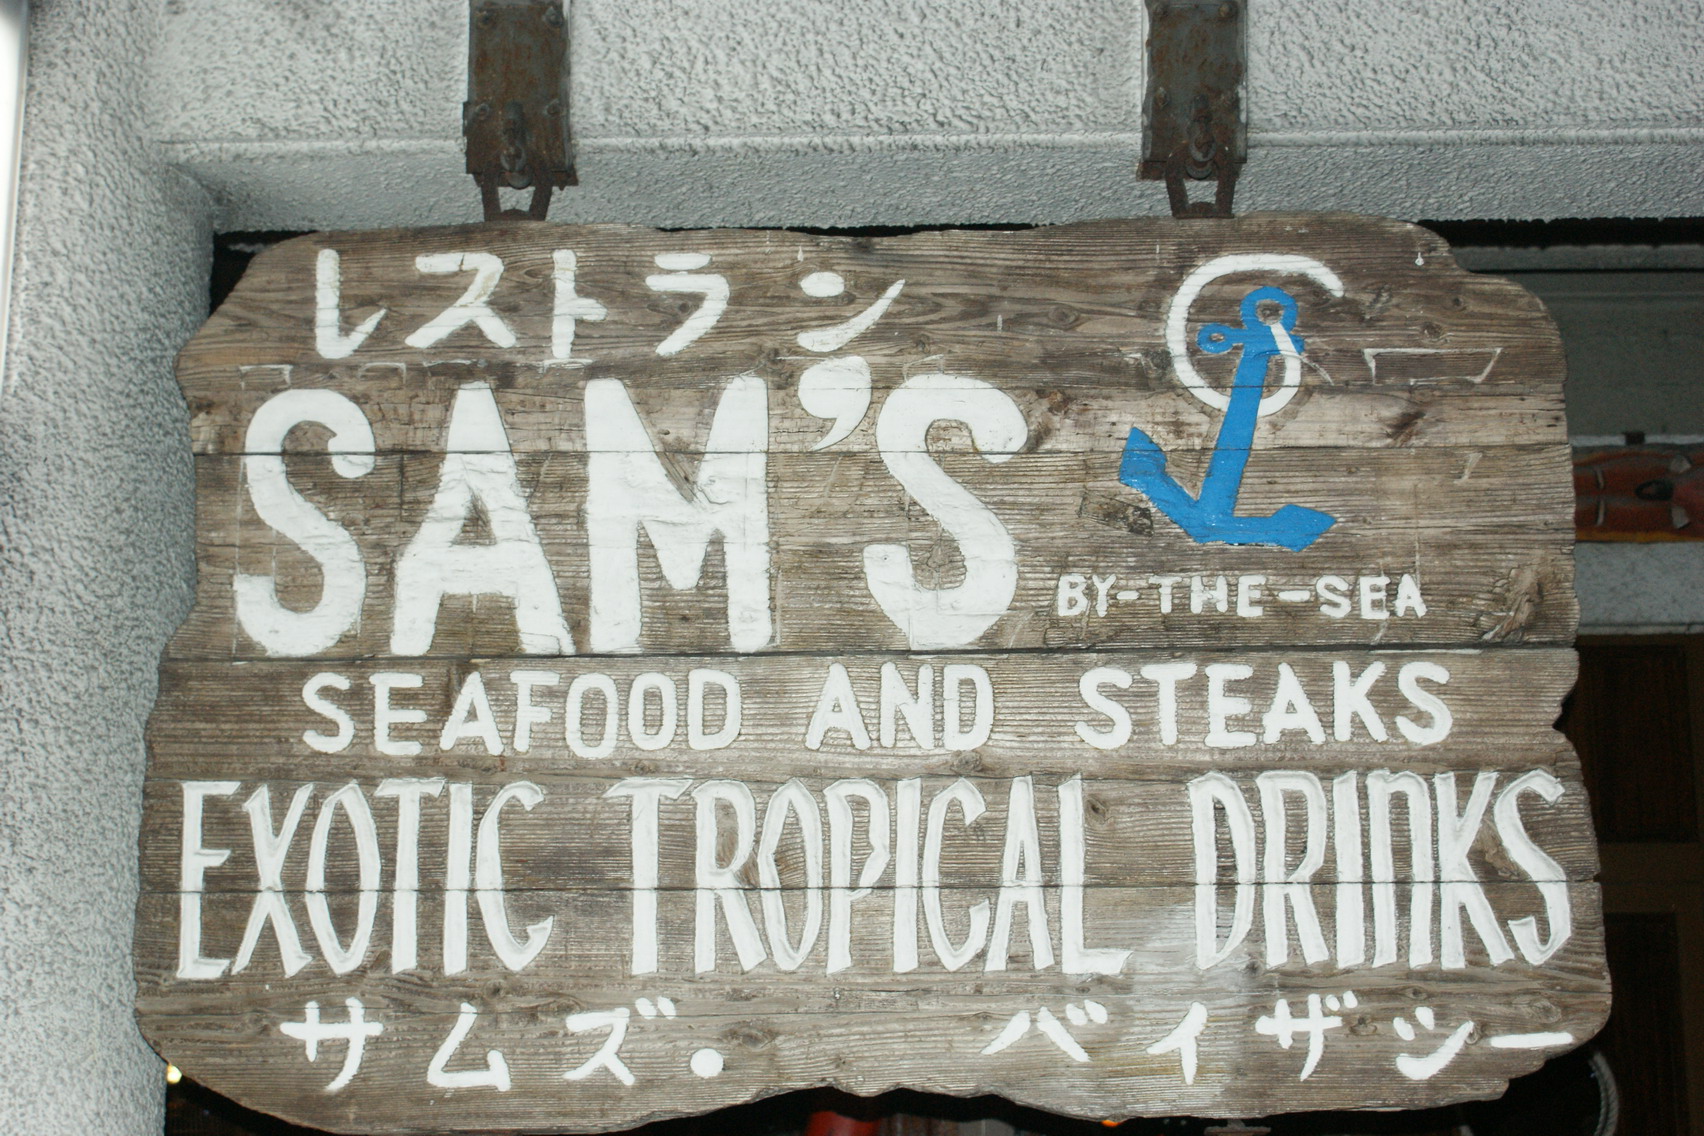 レストラン
SAM'S
BY-THE-SEA
SEAFOOD AND STEAKS
EXOTIC TROPICAL DRINKS
サムズ・ バイザシー